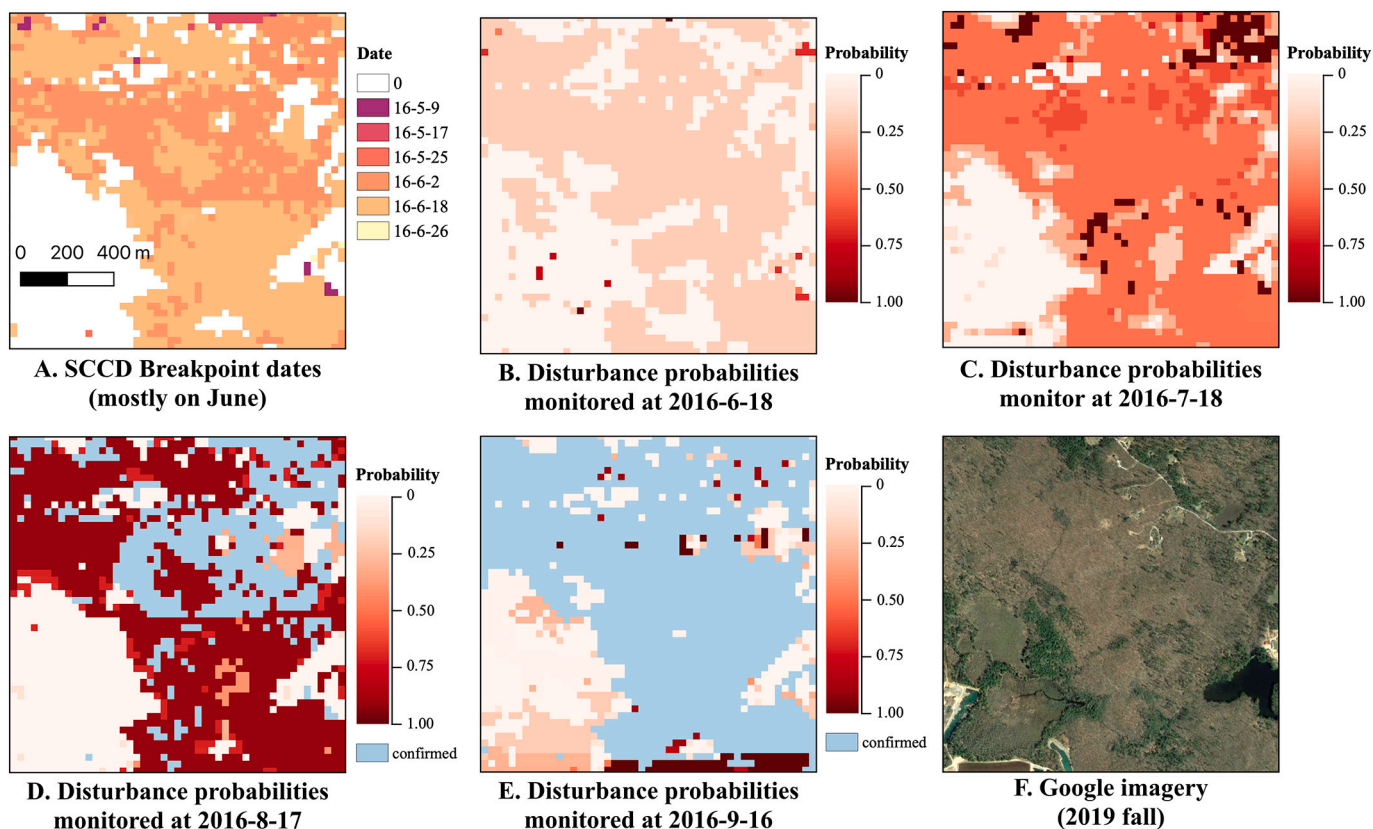 Date
0
16-5-9
16-5-17
16-5-25
16-6-2
16-6-18
16-6-26
0 200 400 m
A. SCCD Breakpoint dates
(mostly on June)
Probability
0
0.25
0.50
0.75
1.00
B. Disturbance probabilities
monitored at 2016-6-18
Probability
0
0.25
0.50
0.75
1.00
C. Disturbance probabilities
monitor at 2016-7-18
Probability
0
0.25
0.50
0.75
1.00
confirmed
D. Disturbance probabilities
monitored at 2016-8-17
Probability
0
0.25
0.50
0.75
1.00
confirmed
E. Disturbance probabilities
monitored at 2016-9-16
F. Google imagery
(2019 fall)